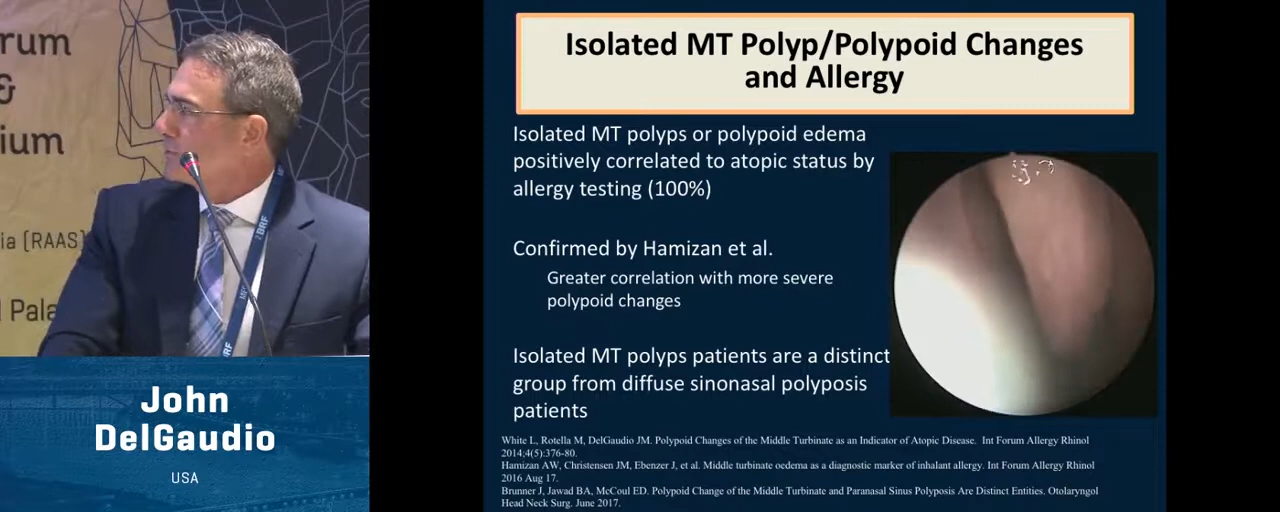 rum
&
ium
ia (RAAS)
l Pala
BRF
John
DelGaudio
USA
Isolated MT Polyp/Polypoid Changes
and Allergy
Isolated MT polyps or polypoid edema
positively correlated to atopic status by
allergy testing (100%)
Confirmed by Hamizan et al.
Greater correlation with more severe
polypoid changes
Isolated MT polyps patients are a distinct
group from diffuse sinonasal polyposis
patients
White L, Rotella M, DelGaudio JM. Polypoid Changes of the Middle Turbinate as an Indicator of Atopic Disease.  Int Forum Allergy Rhinol
2014;4(5):376-80.
Hamizan AW, Christensen JM, Ebenzer J, et al. Middle turbinate oedema as a diagnostic marker of inhalant allergy. Int Forum Allergy Rhinol
2016 Aug 17.
Brunner J, Jawad BA, McCoul ED. Polypoid Change of the Middle Turbinate and Paranasal Sinus Polyposis Are Distinct Entities. Otolaryngol
Head Neck Surg. June 2017.